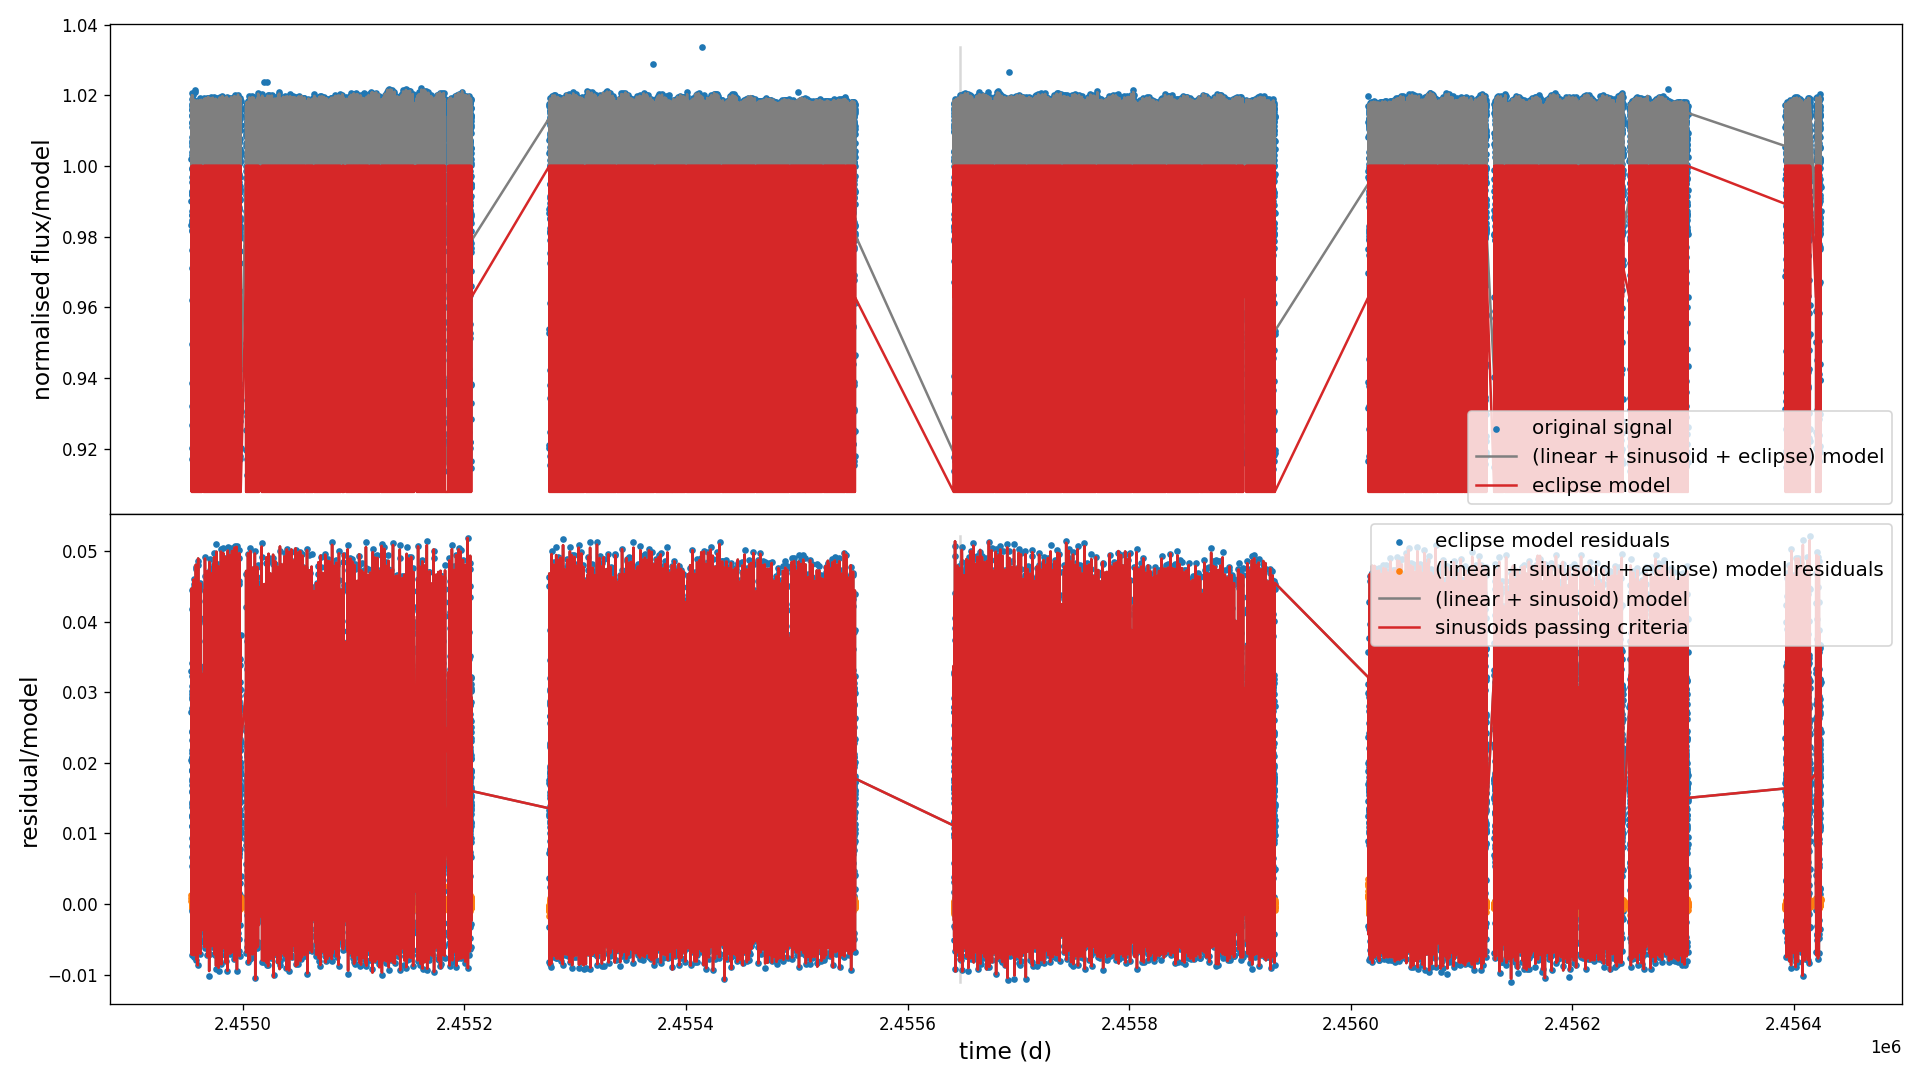 1.04
1.02
1.00
0.98
0.96
0.94
0.92
normalised flux/model
original signal
(linear + sinusoid + eclipse) model
eclipse model
0.05
0.04
0.03
0.02
0.01
0.00
−0.01
residual/model
eclipse model residuals
(linear + sinusoid + eclipse) model residuals
(linear + sinusoid) model
sinusoids passing criteria
2.4550 2.4552 2.4554 2.4556 2.4558 2.4560 2.4562 2.4564
1e6
time (d)